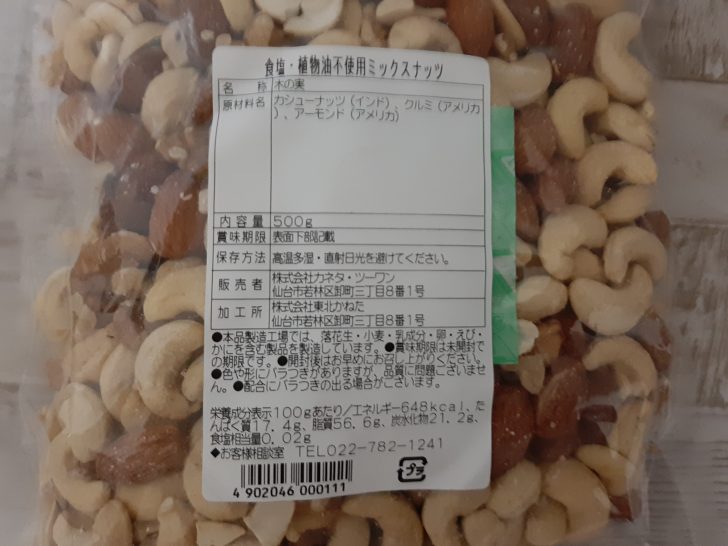 食塩・植物油不使用ミックスナッツ
名称 木の実
原材料名 カシューナッツ（インド）、クルミ（アメリカ
）、アーモンド（アメリカ）
内容量 500g
賞味期限 表面下部記載
保存方法 高温多湿・直射日光を避けてください。
販売者 株式会社カネタ・ツーワン
仙台市若林区卸町三丁目8番1号
加工所 株式会社東北かねた
仙台市若林区卸町三丁目8番1号
●本品製造工場では、落花生・小麦・乳成分・卵・えび・
かにを含む製品を製造しています。●賞味期限は未開封で
の期限です。●開封後はお早めにお召し上がりください。
●色や形にバラつきがありますが、品質に問題ございませ
ん。●配合にバラつきの出る場合がございます。
栄養成分表示100gあたり／エネルギー648kcal、た
んぱく質17.4g、脂質56.6g、炭水化物21.2g、
食塩相当量0.02g
◆お客様相談室 TEL022-782-1241
4 902046 000111
プラ